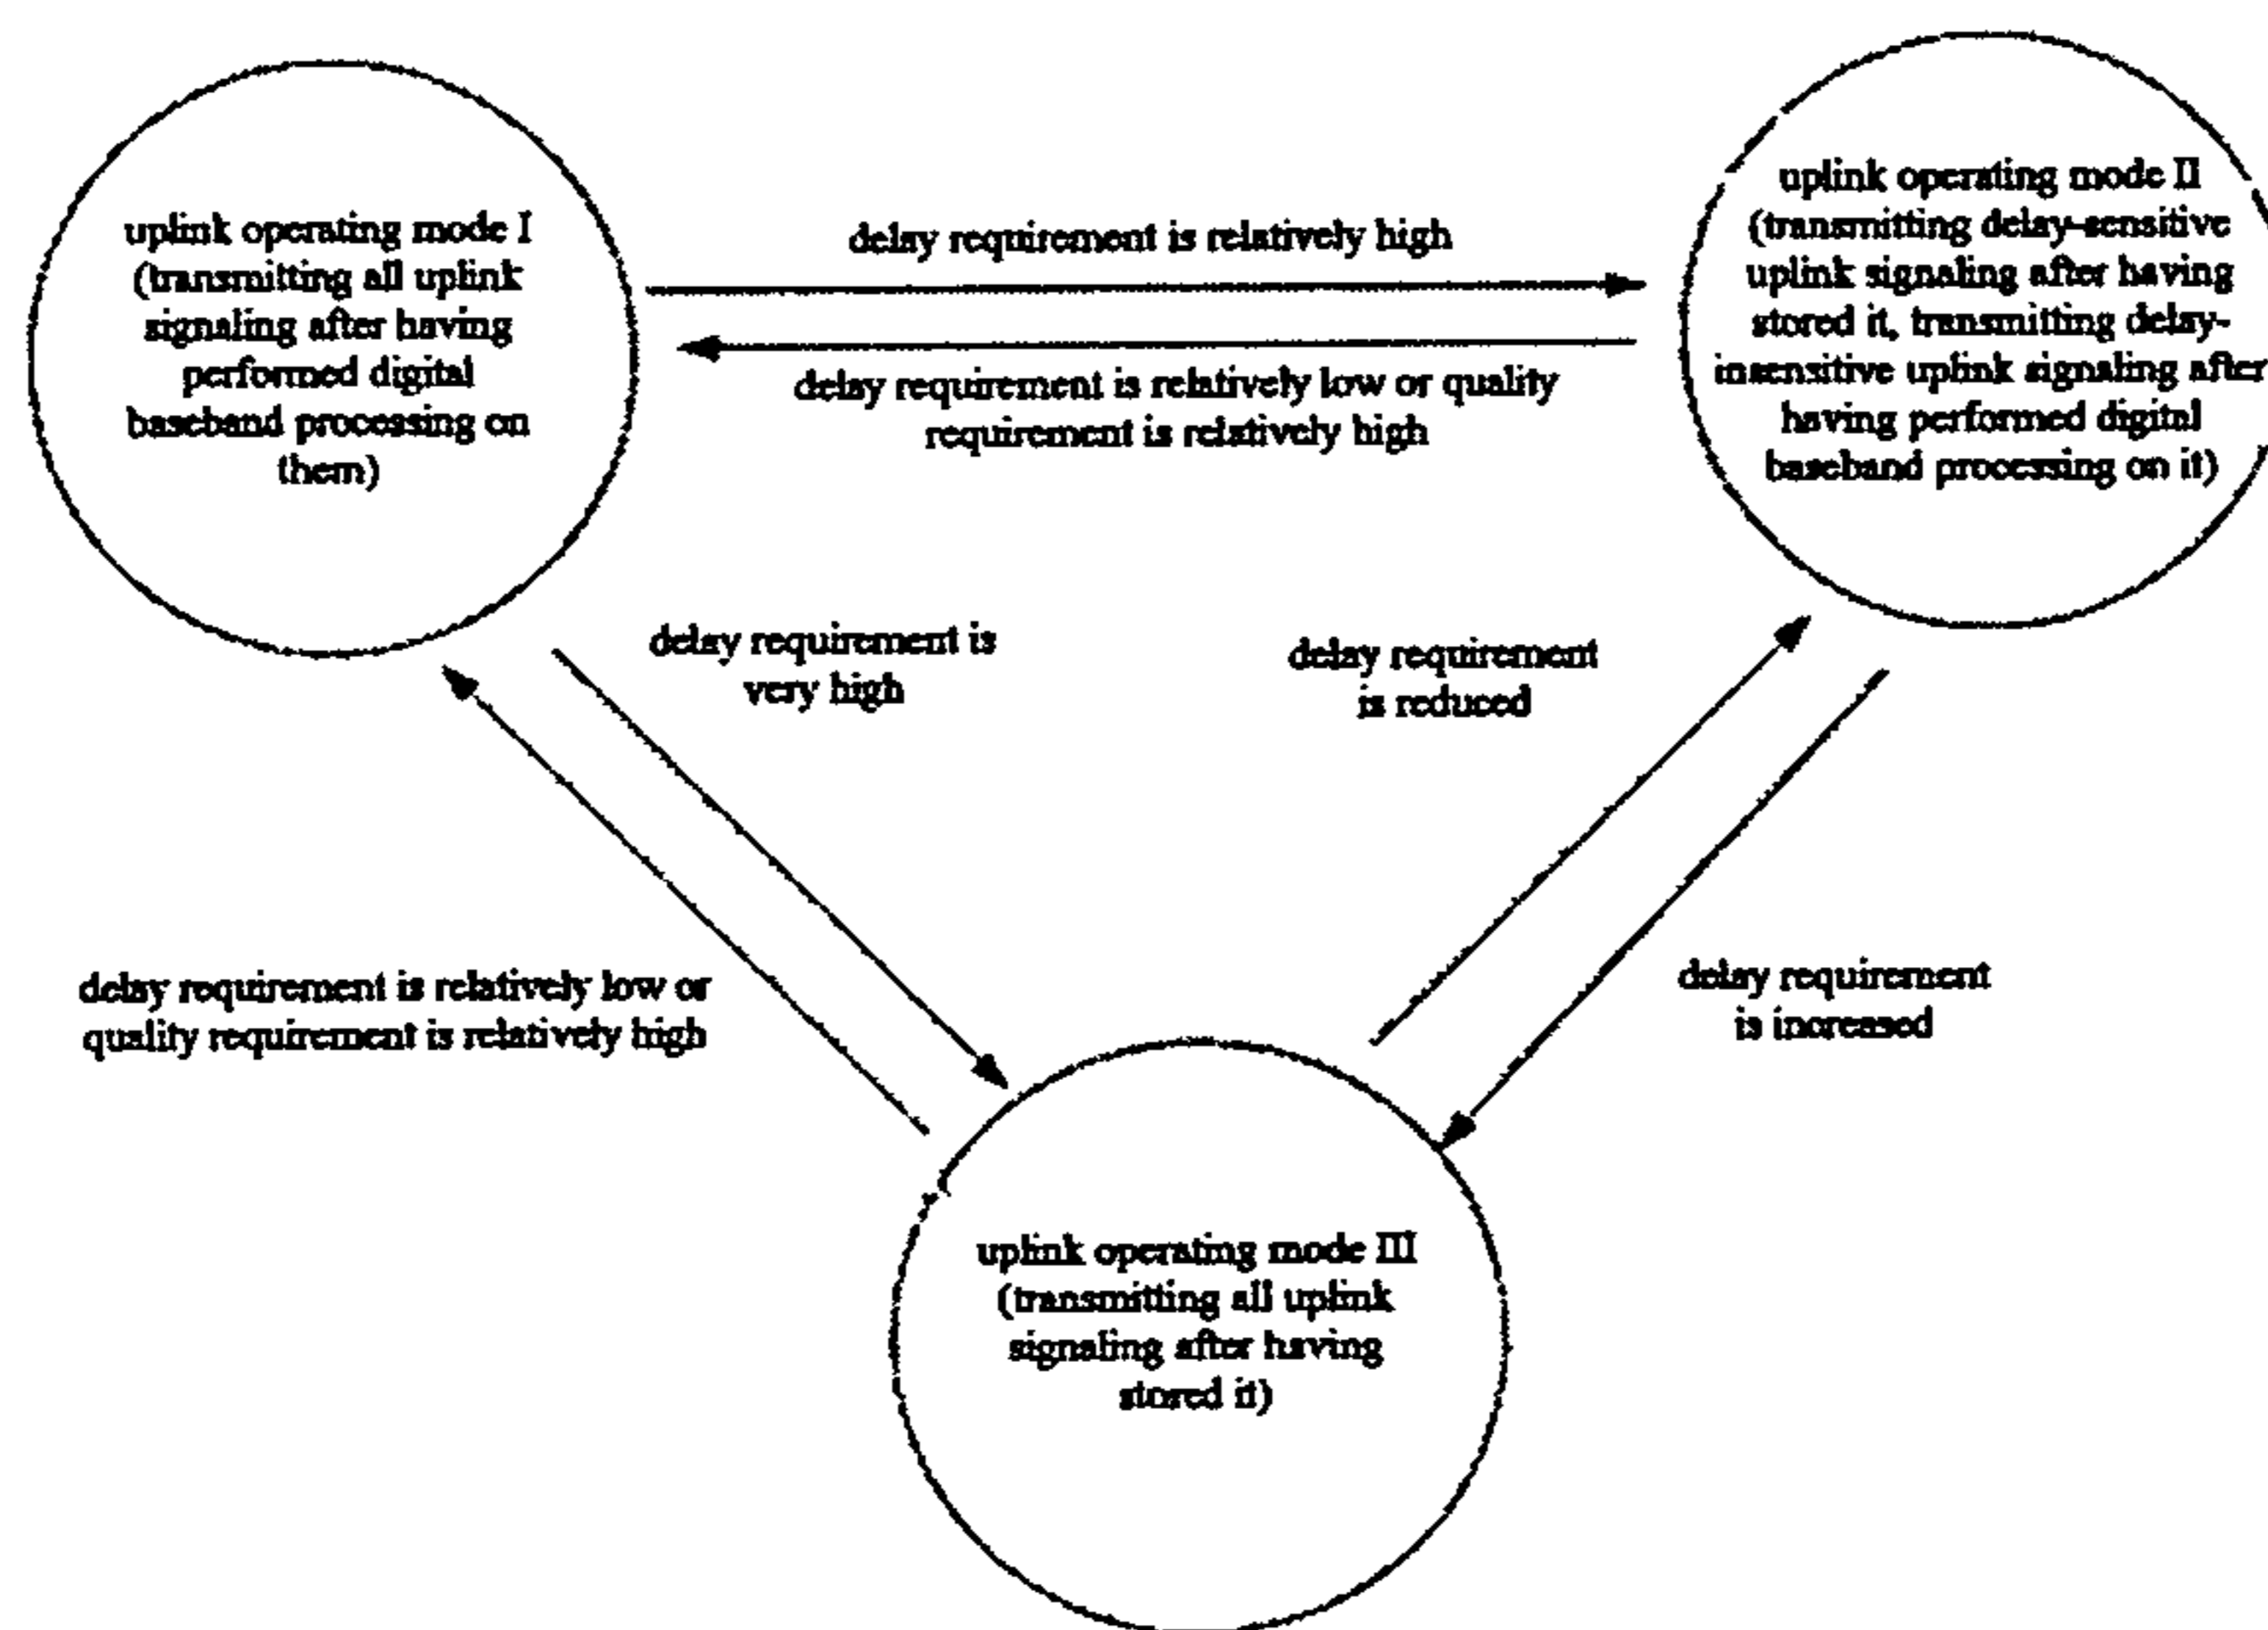 uplink operating mode I
(transmitting all uplink
signaling after having
performed digital
baseband processing on
them)
delay requirement is relatively high
delay requirement is relatively low or quality
requirement is relatively high
uplink operating mode II
(transmitting delay-sensitive
uplink signaling after having
stored it, transmitting delay-
insensitive uplink signaling after
having performed digital
baseband processing on it)
delay requirement is
very high
delay requirement
is reduced
delay requirement is relatively low or
quality requirement is relatively high
delay requirement
is increased
uplink operating mode III
(transmitting all uplink
signaling after having
stored it)